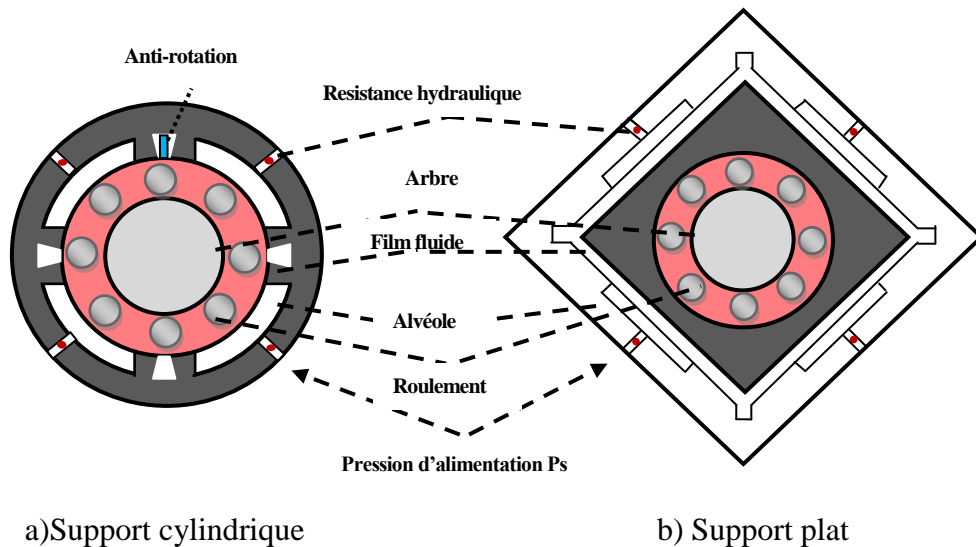 Anti-rotation
Resistance hydraulique
Arbre
Film fluide
Alvéole
Roulement
Pression d'alimentation Ps
a)Support cylindrique
b) Support plat